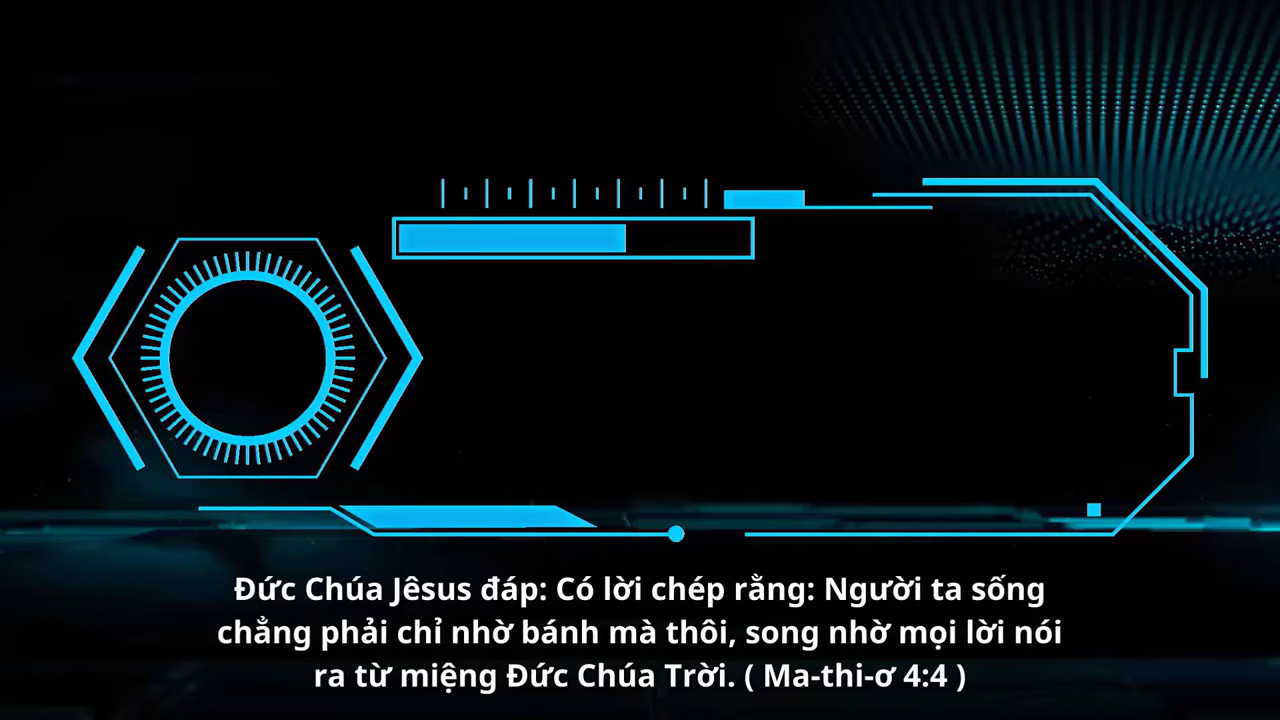 Đức Chúa Jêsus đáp: Có lời chép rằng: Người ta sống
chẳng phải chỉ nhờ bánh mà thôi, song nhờ mọi lời nói
ra từ miệng Đức Chúa Trời. ( Ma-thi-ơ 4:4 )